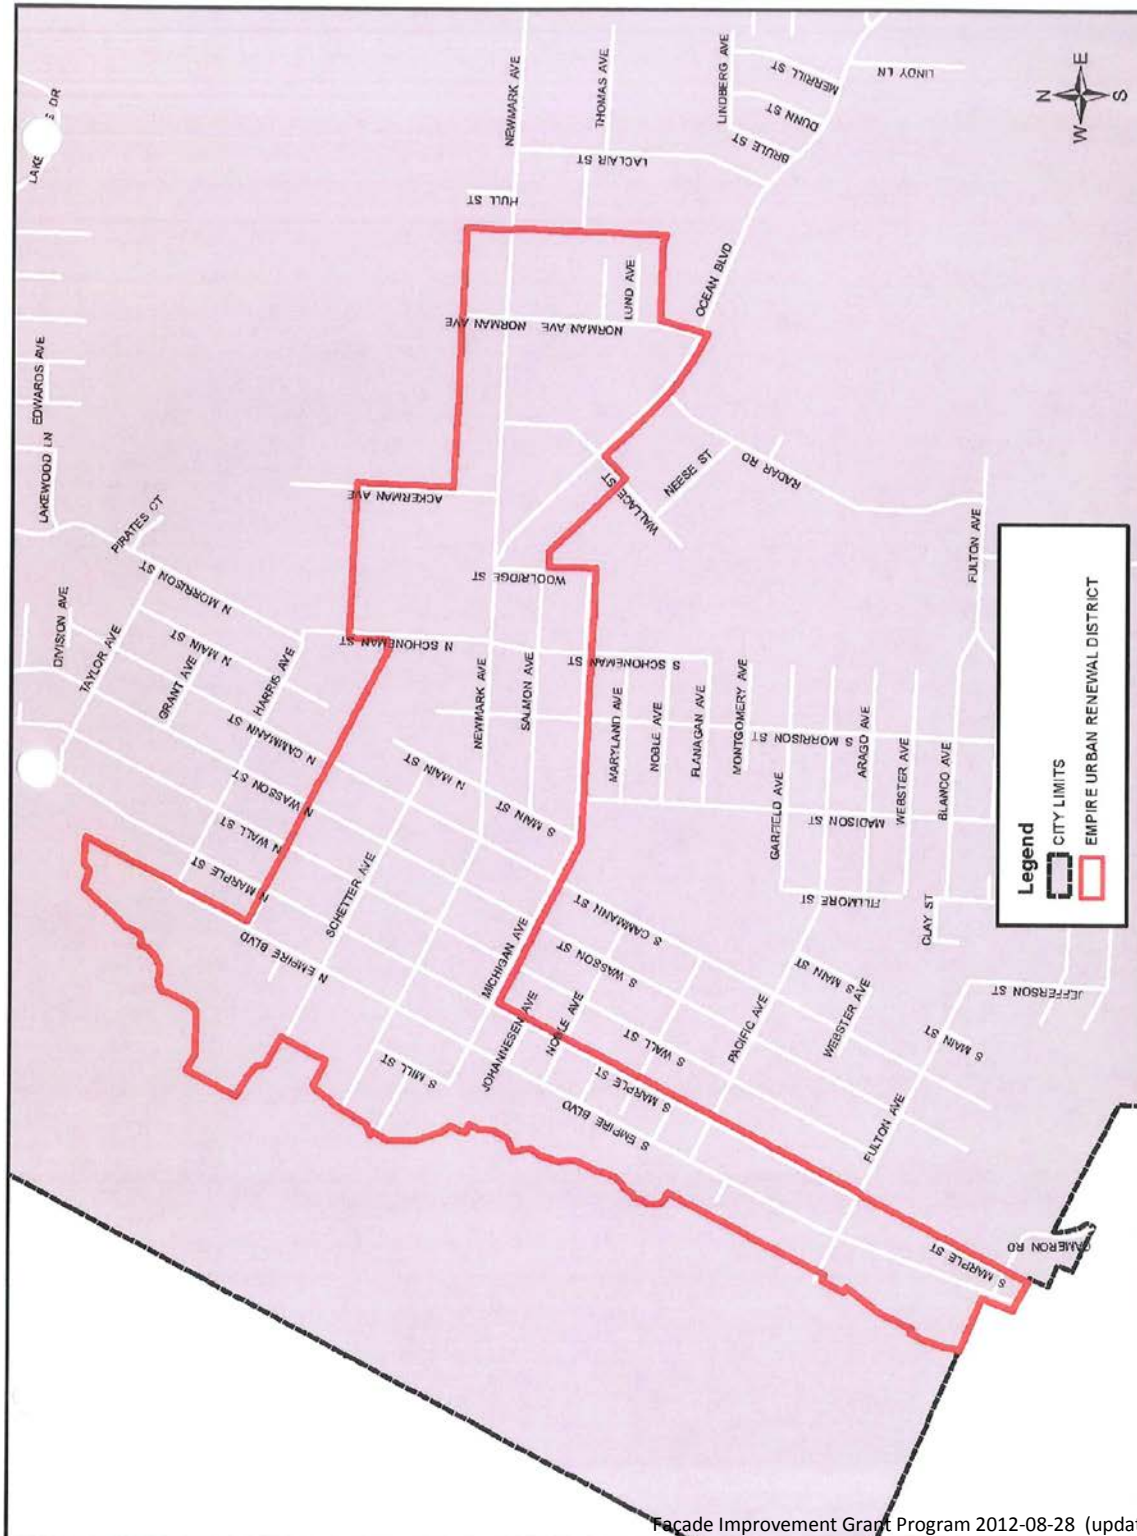 LAKE
S DR
LAKEWOOD LN
EDWARDS AVE
PIRATES CT
DIVISION AVE
TAYLOR AVE
N MORRISON ST
N MAIN ST
GRANT AVE
HARRIS AVE
N CAMMANN ST
N WASSON ST
N WALL ST
N MARPLE ST
N EMPIRE BLVD
SCHETTER AVE
N MAIN ST
S MAIN ST
N SCHONEMAN ST
ACKERMAN AVE
NORMAN AVE
NORMAN AVE
NORMAN AVE
HULL ST
NEWMARK AVE
THOMAS AVE
LACLAIR ST
LINDBERG AVE
MERRILL ST
DUNN ST
BRULE ST
LINDY LN
LUND AVE
OCEAN BLVD
WALLACE ST
NEESE ST
RADAR RD
WOOLRIDGE ST
NEWMARK AVE
SALMON AVE
S SCHONEMAN ST
MARYLAND AVE
NOBLE AVE
FLANAGAN AVE
MONTGOMERY AVE
S MORRISON ST
GARFIELD AVE
ARAGO AVE
MADISON ST
WEBSTER AVE
BLANCO AVE
FULTON AVE
FILLMORE ST
CLAY ST
JEFFERSON ST
MICHIGAN AVE
JOHANNESEN AVE
NOBLE AVE
S MILL ST
S CAMMANN ST
S WASSON ST
S WALL ST
S MARPLE ST
S EMPIRE BLVD
PACIFIC AVE
S MAIN ST
WEBSTER AVE
S MAIN ST
FULTON AVE
S MARPLE ST
CAMERON RD
N
W
E
S
Legend
CITY LIMITS
EMPIRE URBAN RENEWAL DISTRICT
Facade Improvement Grant Program 2012-08-28 (updat